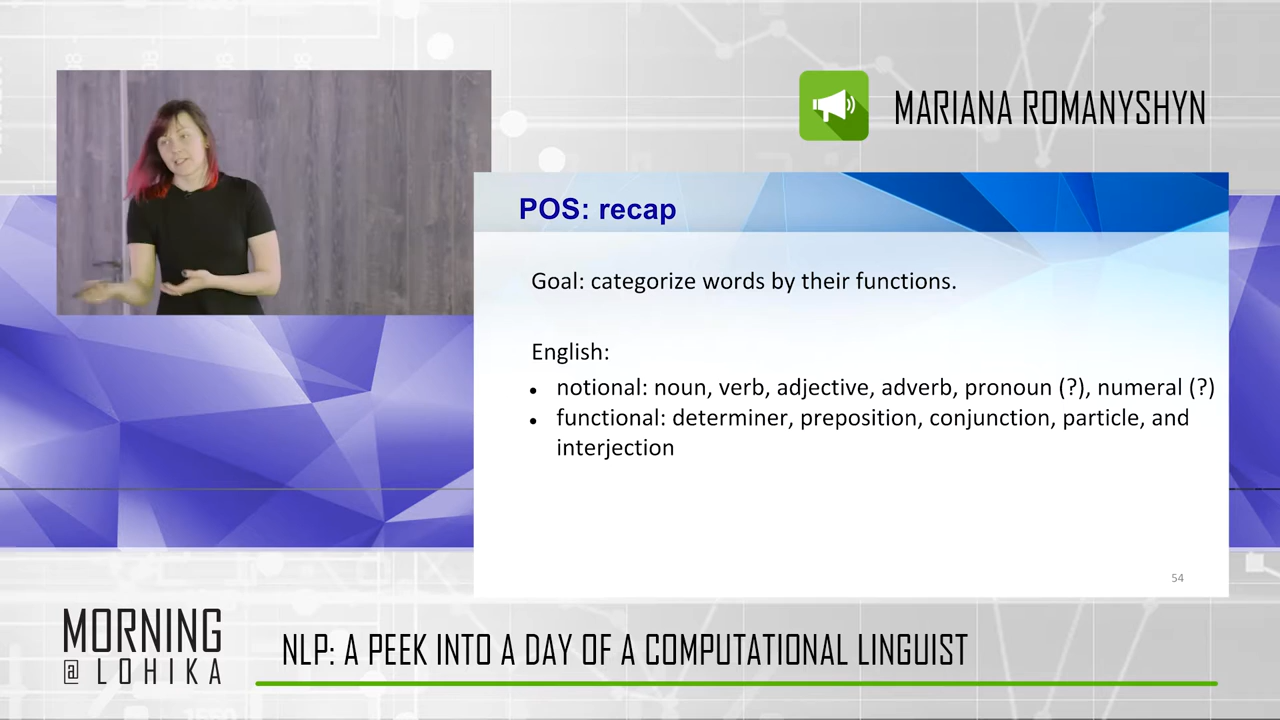 MARIANA ROMANYSHYN
POS: recap
Goal: categorize words by their functions.
English:
• notional: noun, verb, adjective, adverb, pronoun (?), numeral (?)
• functional: determiner, preposition, conjunction, particle, and
interjection
54
MORNING
@ LOHIKA
NLP: A PEEK INTO A DAY OF A COMPUTATIONAL LINGUIST